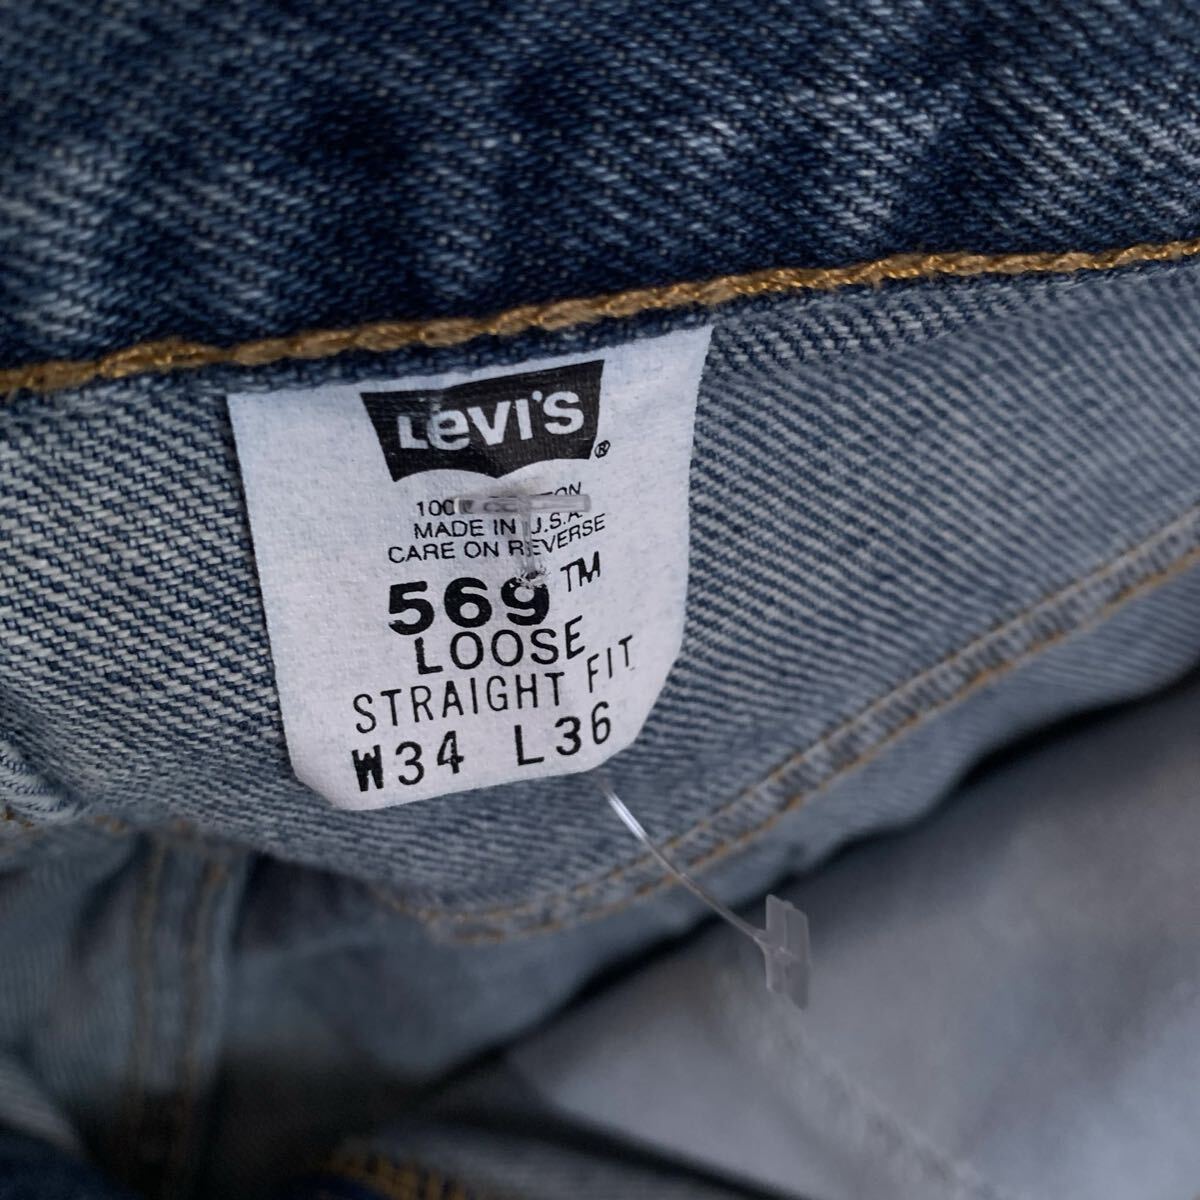 Levi's ®
MADE IN U.S.A.
CARE ON REVERSE
569™
LOOSE
STRAIGHT FIT
W34 L36